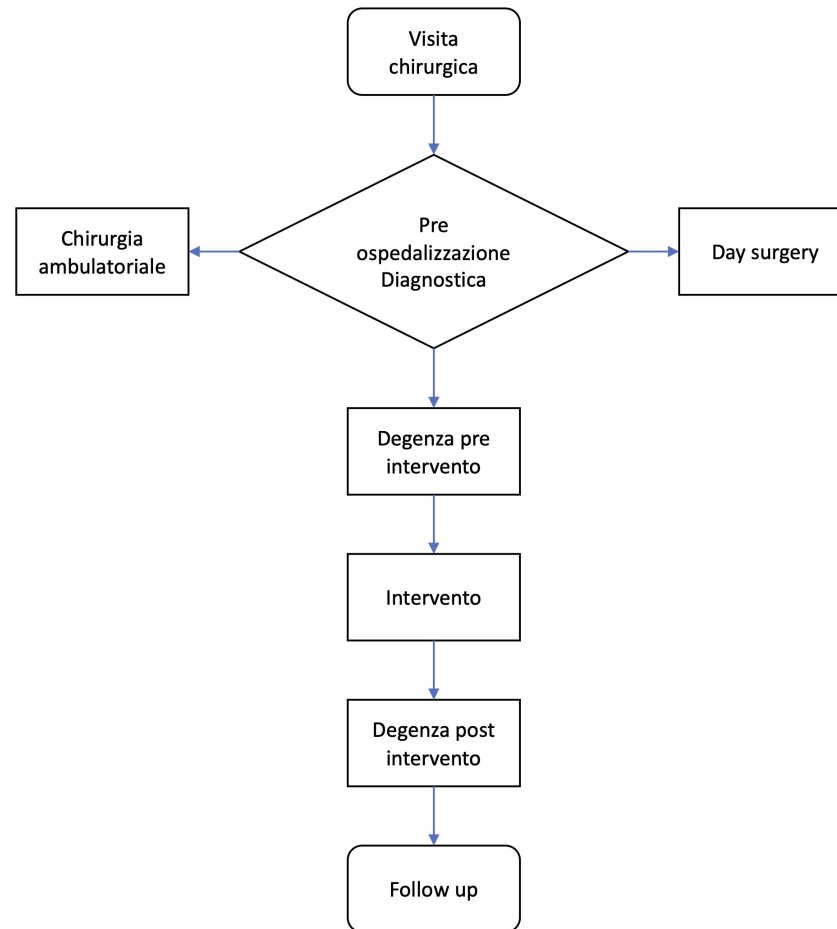 Visita
chirurgica
Pre
ospedalizzazione
Diagnostica
Chirurgia
ambulatoriale
Day surgery
Degenza pre
intervento
Intervento
Degenza post
intervento
Follow up